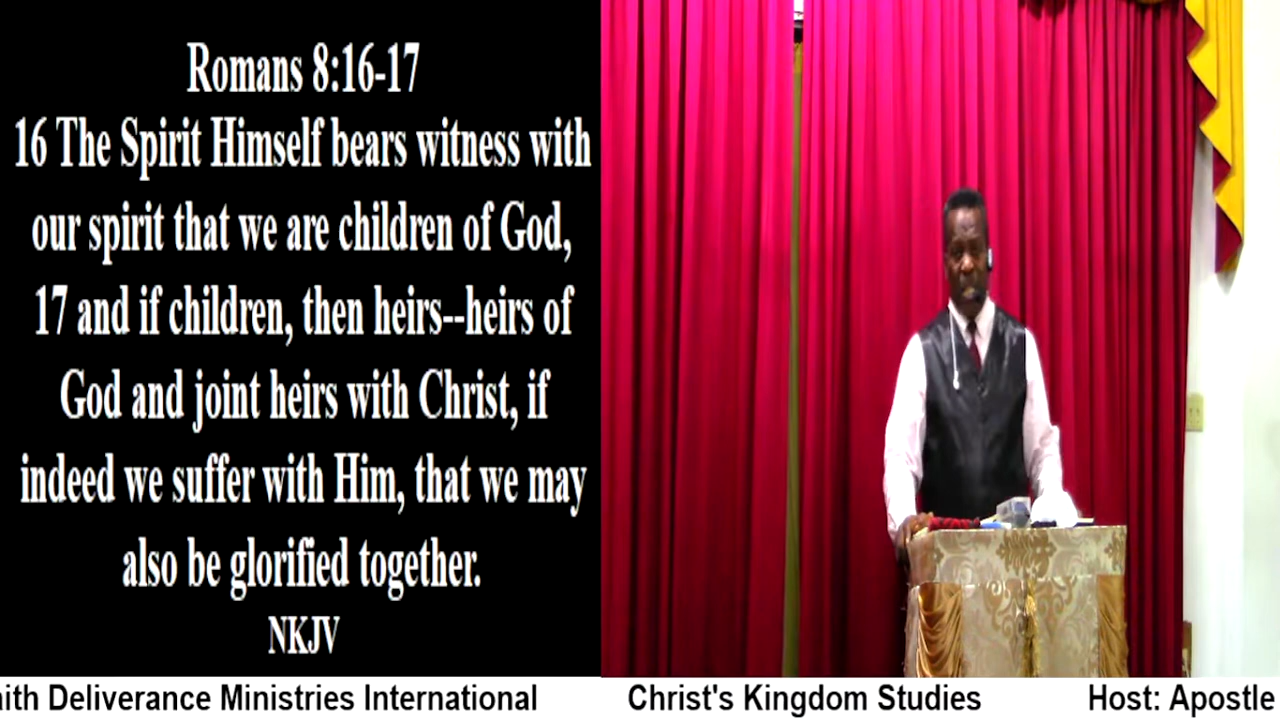 Romans 8:16-17
16 The Spirit Himself bears witness with
our spirit that we are children of God,
17 and if children, then heirs--heirs of
God and joint heirs with Christ, if
indeed we suffer with Him, that we may
also be glorified together.
NKJV
aith Deliverance Ministries International Christ's Kingdom Studies Host: Apostle